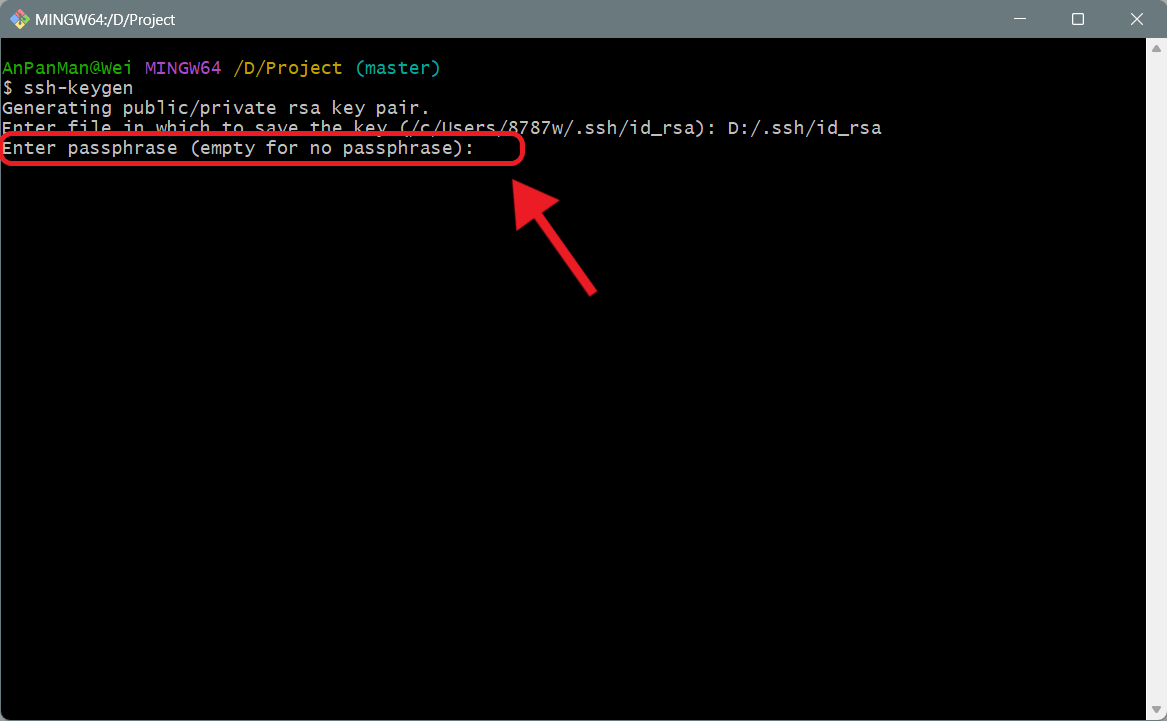 MINGW64:/D/Project
AnPanMan@Wei MINGW64 /D/Project (master)
$ ssh-keygen
Generating public/private rsa key pair.
Enter file in which to save the key (/c/Users/8787w/.ssh/id_rsa): D:/.ssh/id_rsa
Enter passphrase (empty for no passphrase):